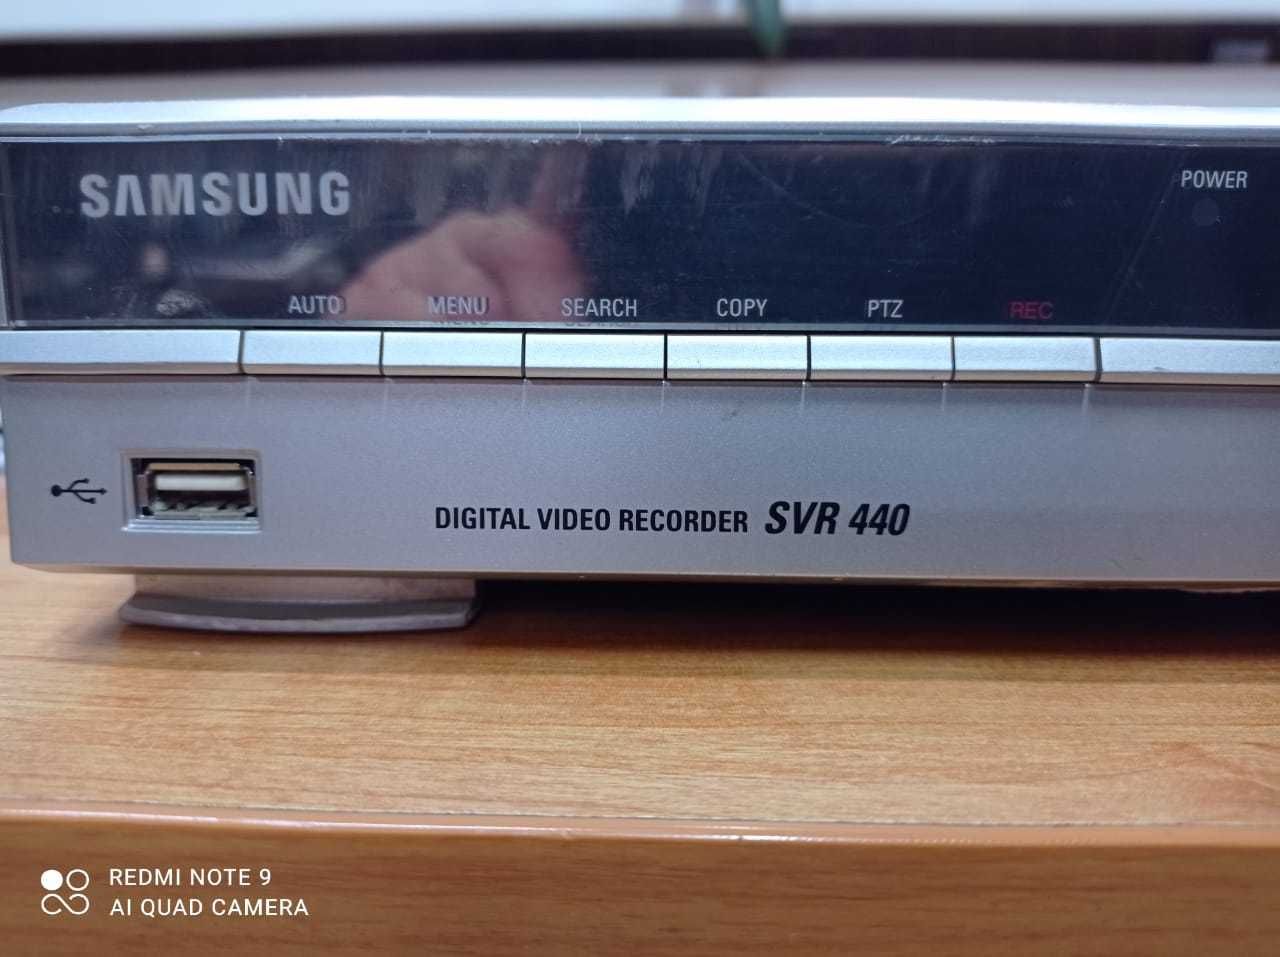 SAMSUNG
POWER
AUTO MENU SEARCH COPY PTZ REC
DIGITAL VIDEO RECORDER SVR 440
REDMI NOTE 9
AI QUAD CAMERA